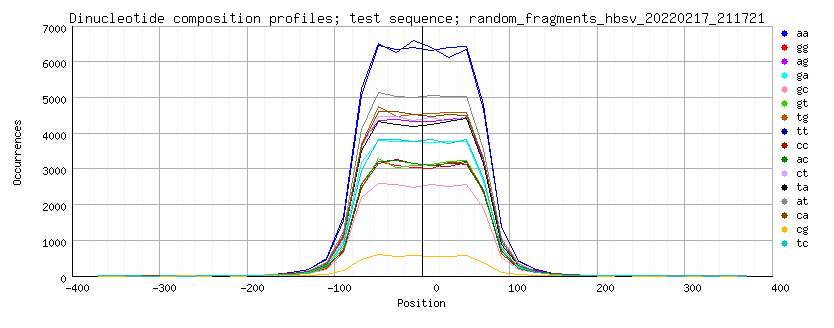 Dinucleotide composition profiles; test sequence; random_fragments_hbsv_20220217_211721
7000
6000
5000
4000
3000
2000
1000
0
Occurrences
-400
-300
-200
-100
0
100
200
300
400
Position
aa
gg
ag
ga
gc
gt
tg
tt
cc
ac
ct
ta
at
ca
cg
tc